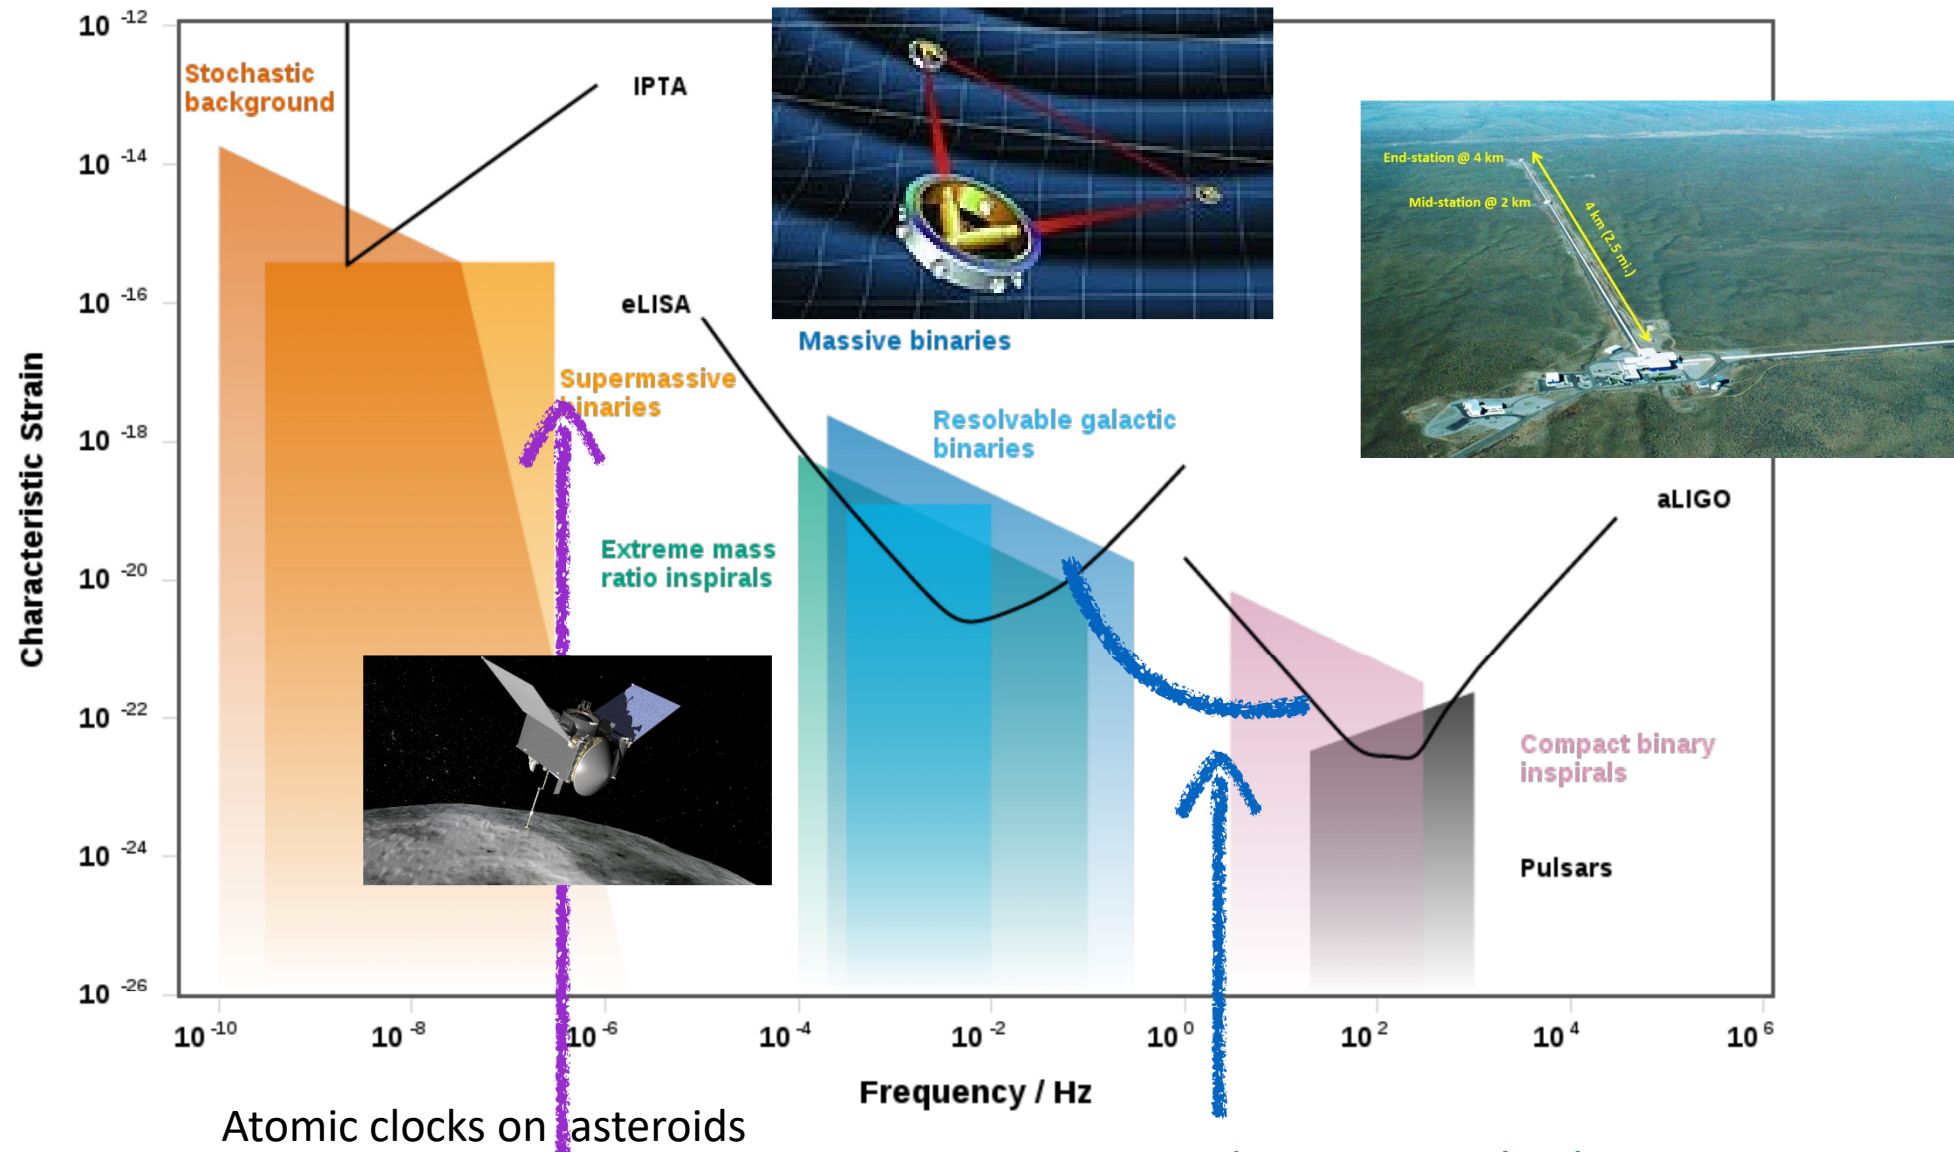 10 -12
10 -14
10 -16
10 -18
10 -20
10 -22
10 -24
10 -26
Characteristic Strain
Stochastic
background
IPTA
eLISA
Supermassive
binaries
Extreme mass
ratio inspirals
Massive binaries
Resolvable galactic
binaries
End-station @ 4 km
Mid-station @ 2 km
4 km (2.5 mi.)
aLIGO
Compact binary
inspirals
Pulsars
10 -10
10 -8
10 -6
10 -4
10 -2
10 0
10 2
10 4
10 6
Frequency / Hz
Atomic clocks on asteroids